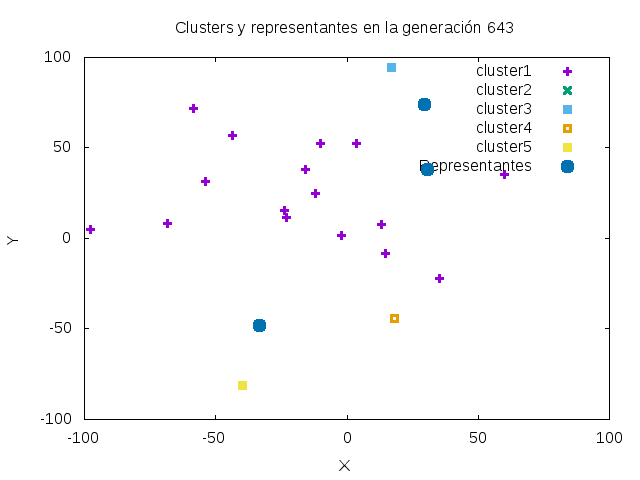 Clusters y representantes en la generación 643
100
50
0
-50
-100
-100
-50
0
50
100
Y
X
cluster1
cluster2
cluster3
cluster4
cluster5
Representantes